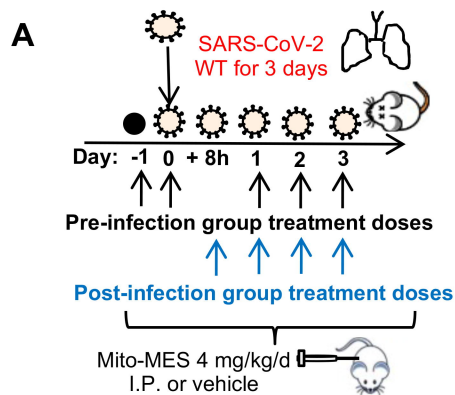 A
SARS-CoV-2
WT for 3 days
Day: -1 0 + 8h 1 2 3
Pre-infection group treatment doses
Post-infection group treatment doses
Mito-MES 4 mg/kg/d
I.P. or vehicle